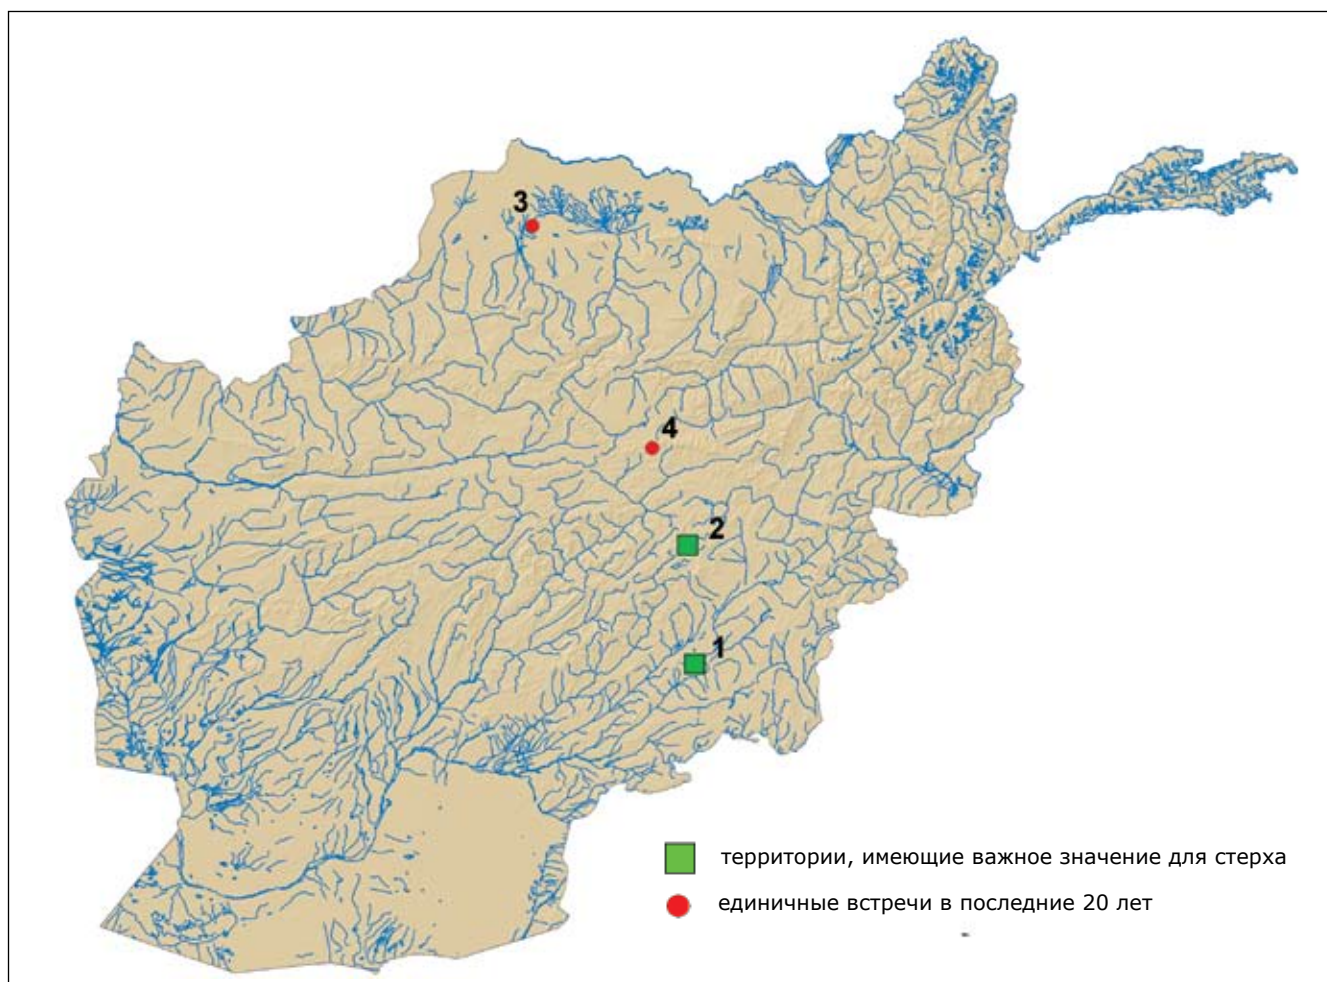 3
4
2
1
территории, имеющие важное значение для стерха
единичные встречи в последние 20 лет